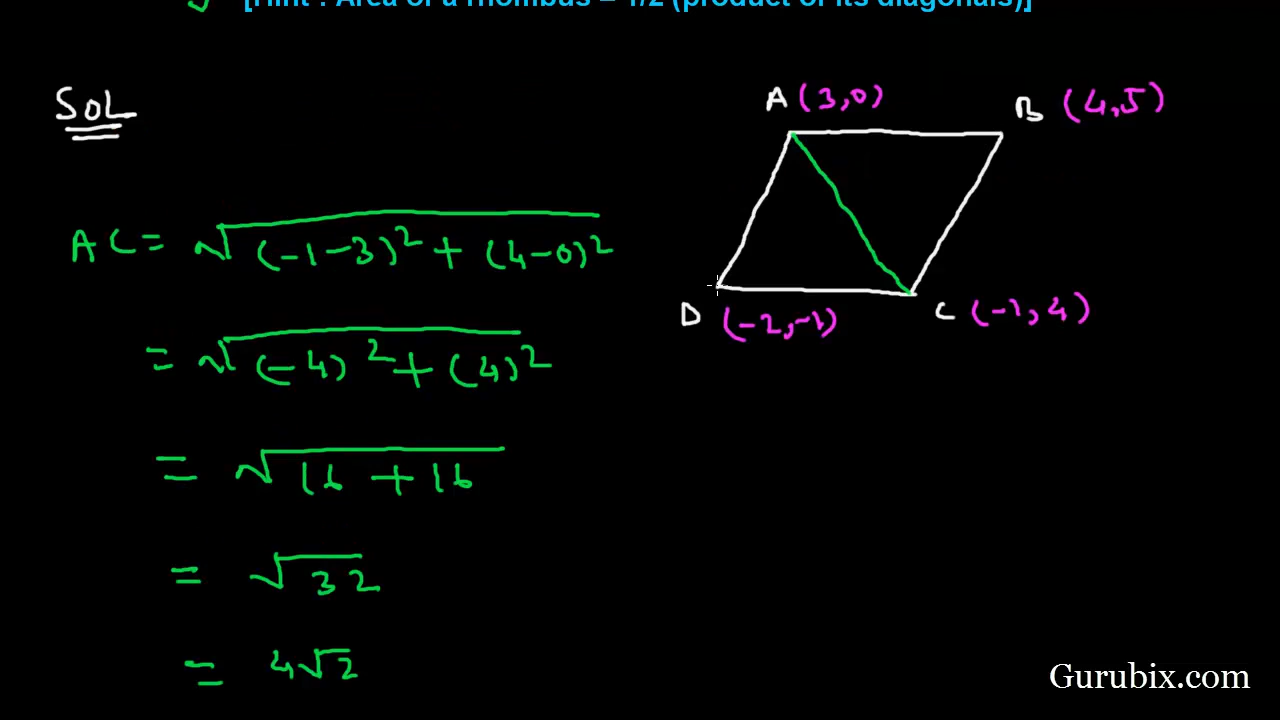 [Hint : Area of a rhombus = 1/2 (product of its diagonals)]
SOL
A (3,0)
B (4,5)
AC = √(-1-3)² + (4-0)²
D (-2,-1)
C (-1,4)
= √(-4)² + (4)²
= √16 + 16
= √32
= 4√2
Gurubix.com